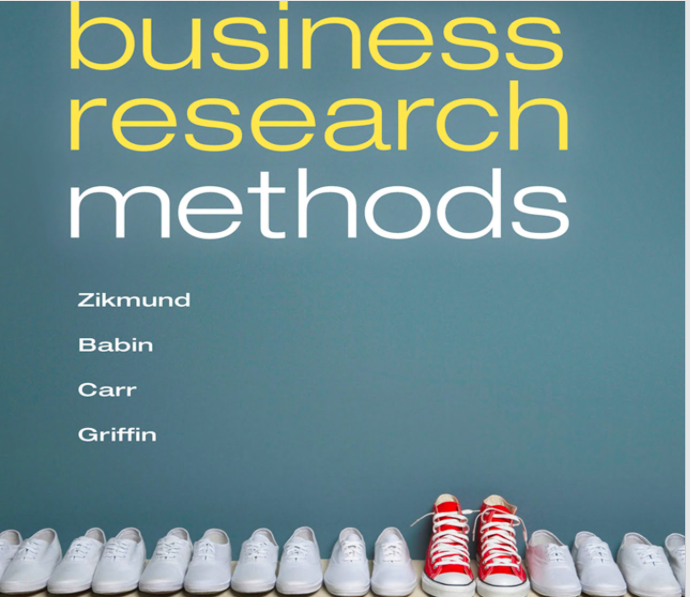 business
research
methods
Zikmund
Babin
Carr
Griffin